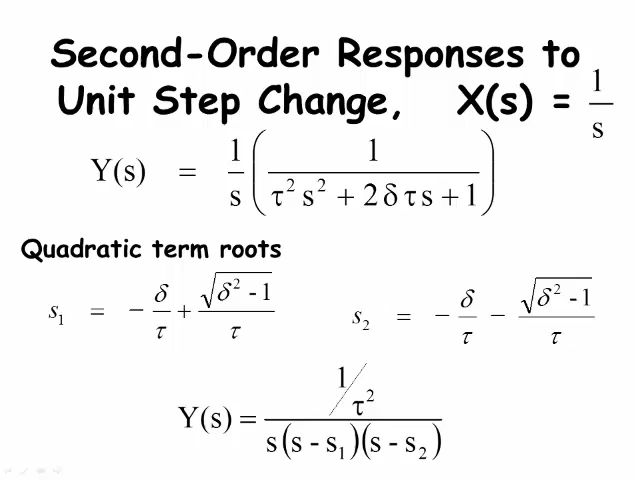 Second-Order Responses to
Unit Step Change, X(s) = 1/s
Y(s) = 1/s (1/(τ² s² + 2δτs + 1))
Quadratic term roots
s₁ = − δ/τ + √(δ² - 1)/τ s₂ = − δ/τ − √(δ² - 1)/τ
Y(s) = (1/τ²)/(s(s - s₁)(s - s₂))